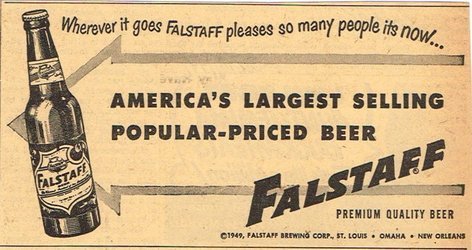 Wherever it goes FALSTAFF pleases so many people its now...
AMERICA'S LARGEST SELLING
POPULAR-PRICED BEER
FALSTAFF
FALSTAFF
PREMIUM QUALITY BEER
©1949, FALSTAFF BREWING CORP., ST. LOUIS • OMAHA • NEW ORLEANS